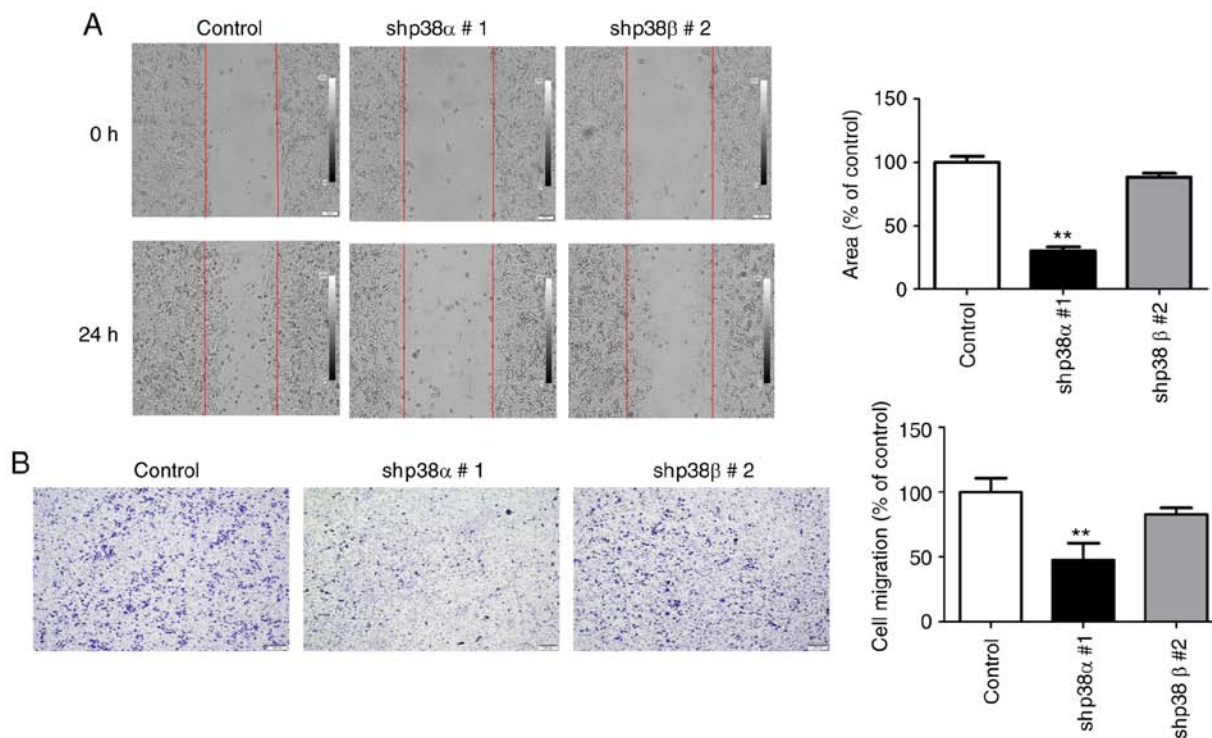 A
Control
shp38α # 1
shp38β # 2
0 h
24 h
150
100
50
0
Area (% of control)
**
Control
shp38α #1
shp38 β #2
B
Control
shp38α # 1
shp38β # 2
150
100
50
0
Cell migration (% of control)
**
Control
shp38α #1
shp38 β #2